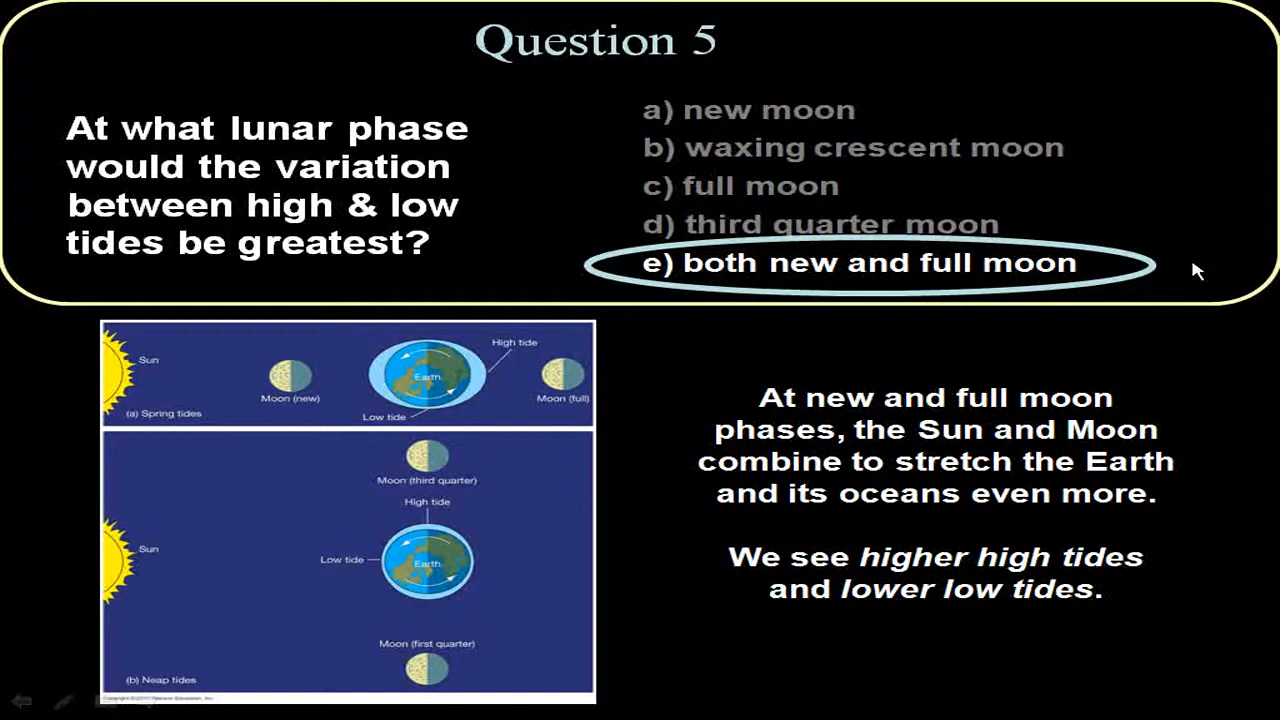 Question 5
At what lunar phase
would the variation
between high & low
tides be greatest?
a) new moon
b) waxing crescent moon
c) full moon
d) third quarter moon
e) both new and full moon
Sun
Moon (new)
(a) Spring tides
Earth
High tide
Low tide
Moon (full)
Moon (third quarter)
High tide
Sun
Low tide
Earth
Moon (first quarter)
(b) Neap tides
At new and full moon
phases, the Sun and Moon
combine to stretch the Earth
and its oceans even more.
We see higher high tides
and lower low tides.